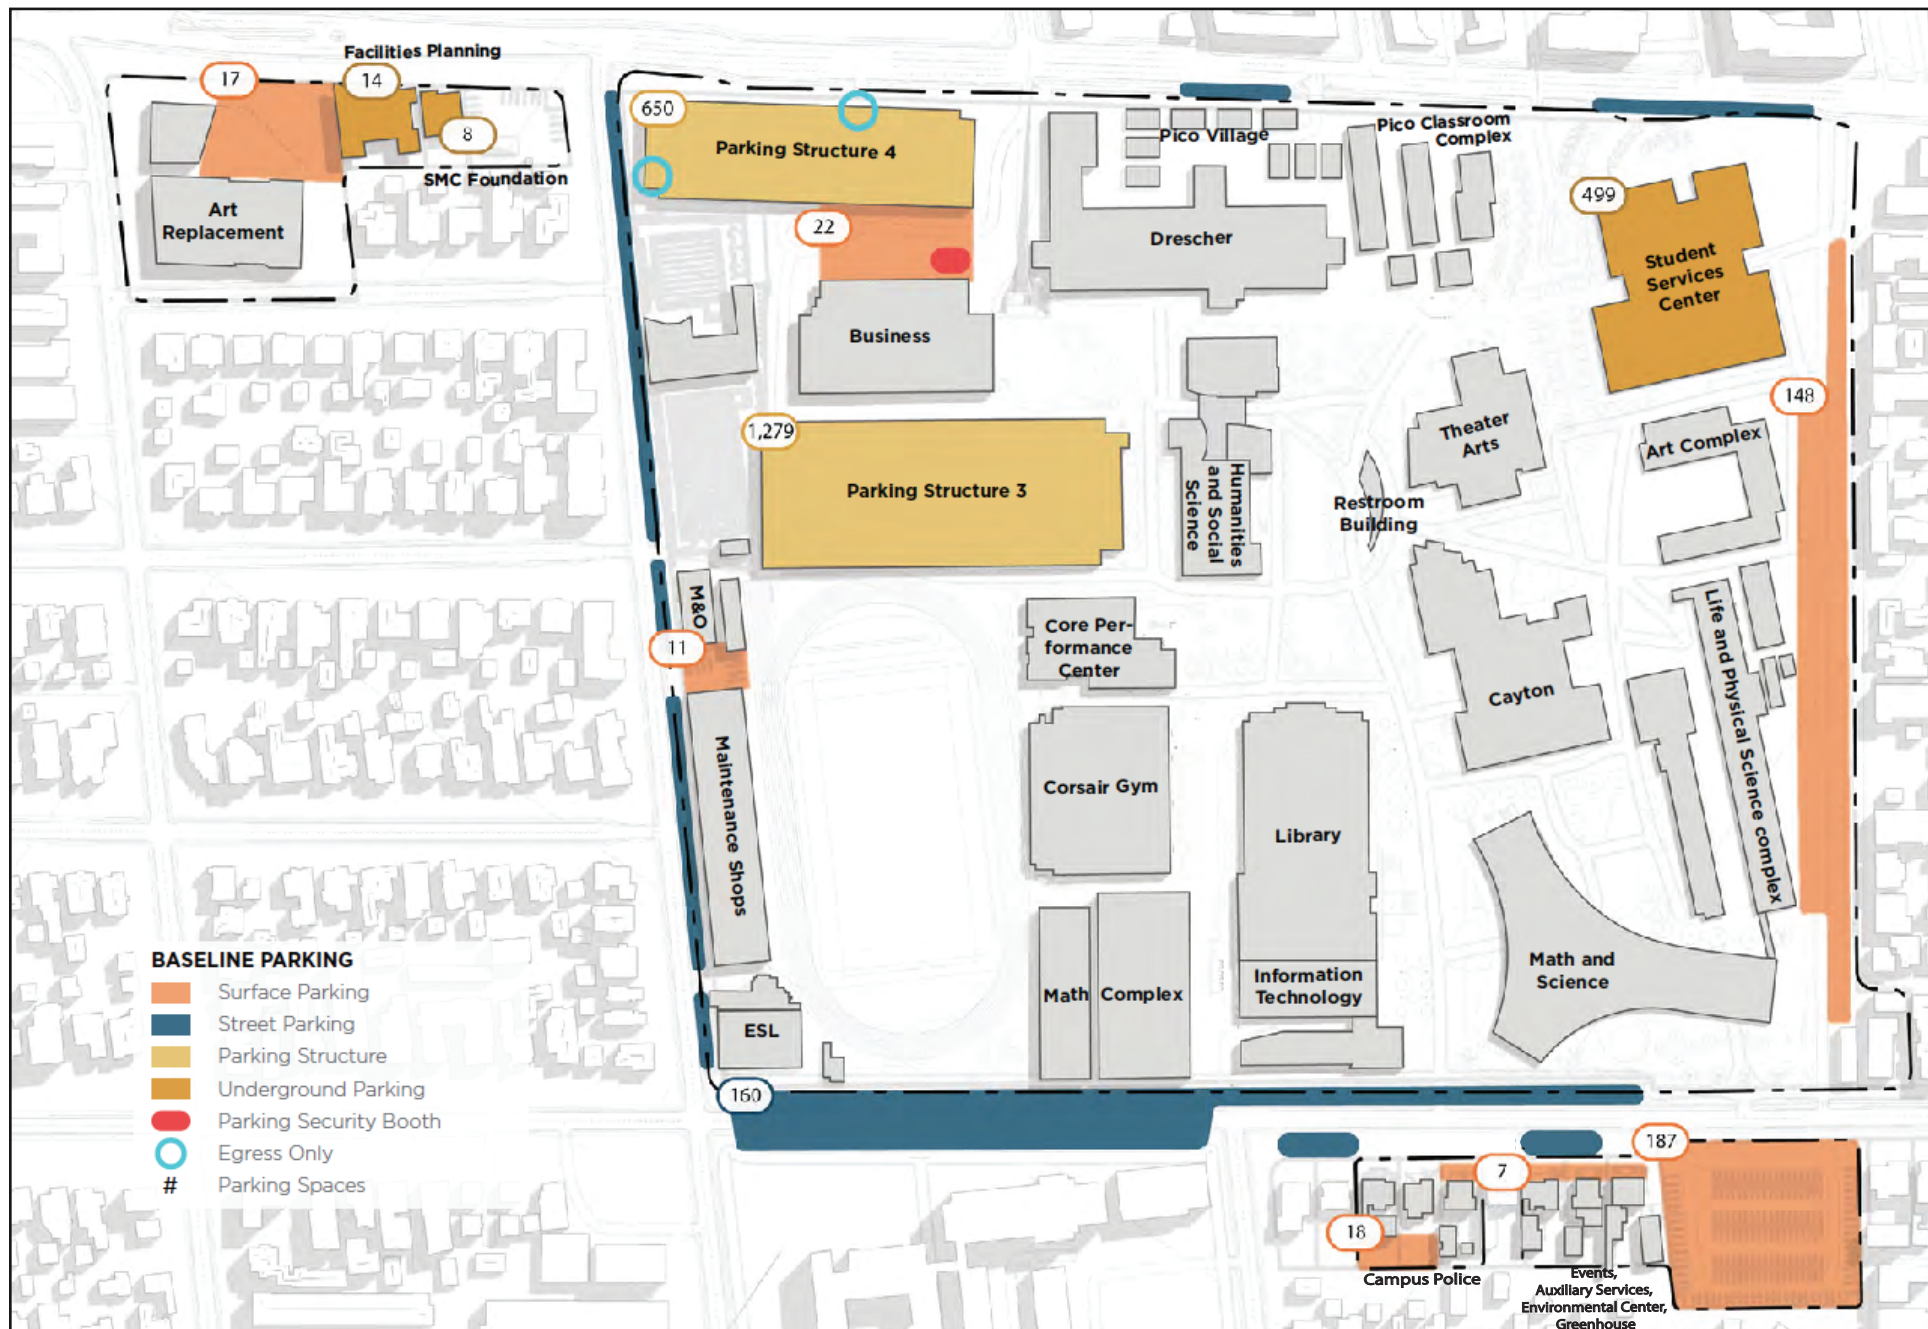 Facilities Planning
17
14
8
SMC Foundation
Art
Replacement
650
Parking Structure 4
22
Business
Pico Village
Drescher
Pico Classroom
Complex
499
Student
Services
Center
148
1,279
Parking Structure 3
Humanities
and Social
Science
Theater
Arts
Restroom
Building
Art Complex
M&O
11
Core Per-
formance
Center
Cayton
Life and Physical Science complex
Maintenance Shops
Corsair Gym
Library
Math Complex
Information
Technology
Math and
Science
ESL
160
BASELINE PARKING
Surface Parking
Street Parking
Parking Structure
Underground Parking
Parking Security Booth
Egress Only
# Parking Spaces
187
7
18
Campus Police
Events,
Auxiliary Services,
Environmental Center,
Greenhouse